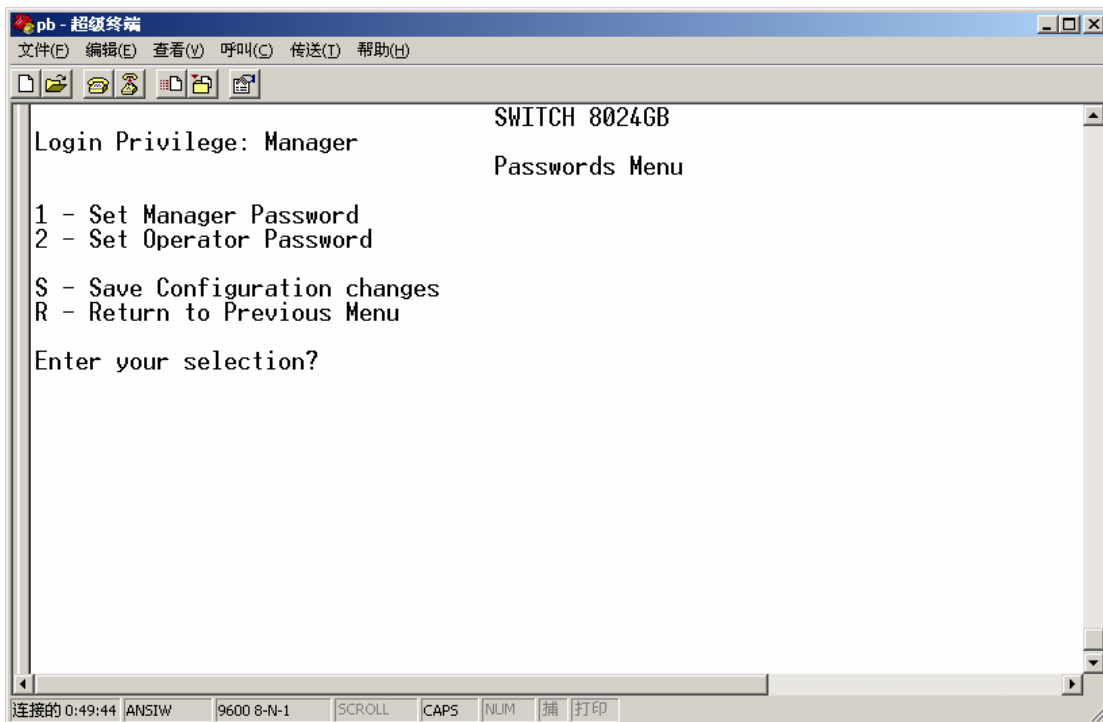 pb - 超级终端
文件(F) 编辑(E) 查看(V) 呼叫(C) 传送(T) 帮助(H)
SWITCH 8024GB
Login Privilege: Manager
Passwords Menu
1 - Set Manager Password
2 - Set Operator Password
S - Save Configuration changes
R - Return to Previous Menu
Enter your selection?
连接的 0:49:44 ANSIW 9600 8-N-1 SCROLL CAPS NUM 捕 打印